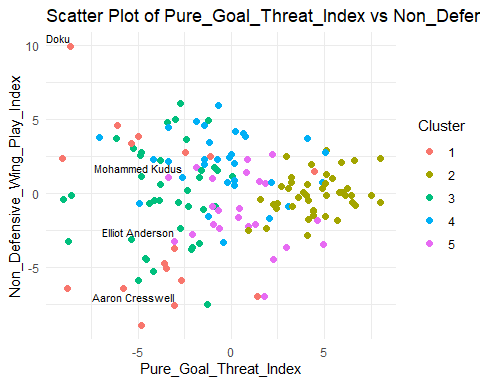 Scatter Plot of Pure_Goal_Threat_Index vs Non_Defer
Doku
Mohammed Kudus
Elliot Anderson
Aaron Cresswell
10
5
0
-5
-5
0
5
Pure_Goal_Threat_Index
Non_Defensive_Wing_Play_Index
Cluster
1
2
3
4
5